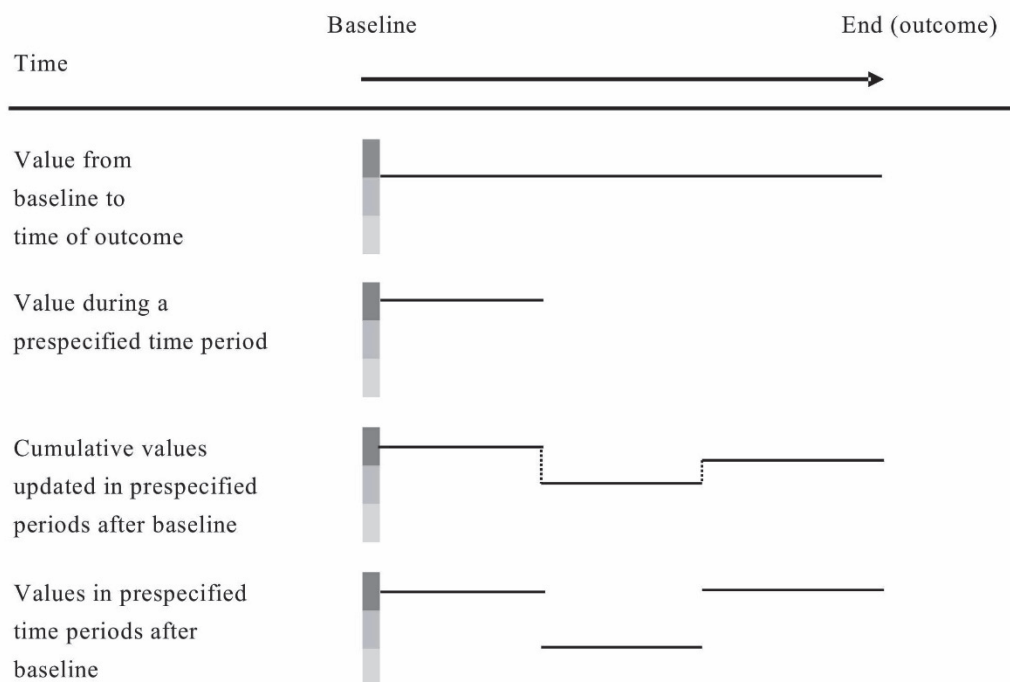 Baseline End (outcome)
Time
Value from
baseline to
time of outcome
Value during a
prespecified time period
Cumulative values
updated in prespecified
periods after baseline
Values in prespecified
time periods after
baseline